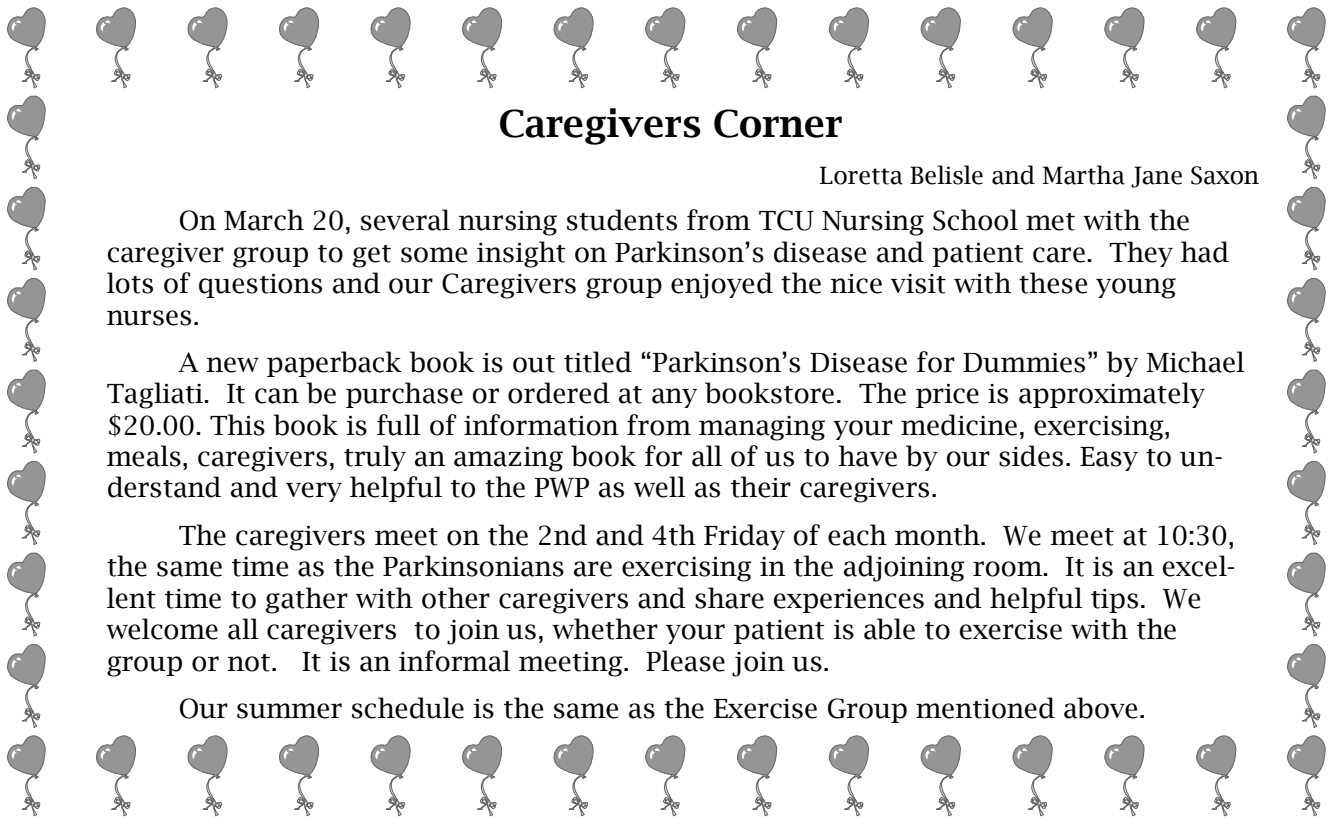 Caregivers Corner
Loretta Belisle and Martha Jane Saxon
On March 20, several nursing students from TCU Nursing School met with the
caregiver group to get some insight on Parkinson’s disease and patient care.  They had
lots of questions and our Caregivers group enjoyed the nice visit with these young
nurses.
A new paperback book is out titled “Parkinson’s Disease for Dummies” by Michael
Tagliati.  It can be purchase or ordered at any bookstore.  The price is approximately
$20.00. This book is full of information from managing your medicine, exercising,
meals, caregivers, truly an amazing book for all of us to have by our sides. Easy to un-
derstand and very helpful to the PWP as well as their caregivers.
The caregivers meet on the 2nd and 4th Friday of each month.  We meet at 10:30,
the same time as the Parkinsonians are exercising in the adjoining room.  It is an excel-
lent time to gather with other caregivers and share experiences and helpful tips.  We
welcome all caregivers  to join us, whether your patient is able to exercise with the
group or not.   It is an informal meeting.  Please join us.
Our summer schedule is the same as the Exercise Group mentioned above.